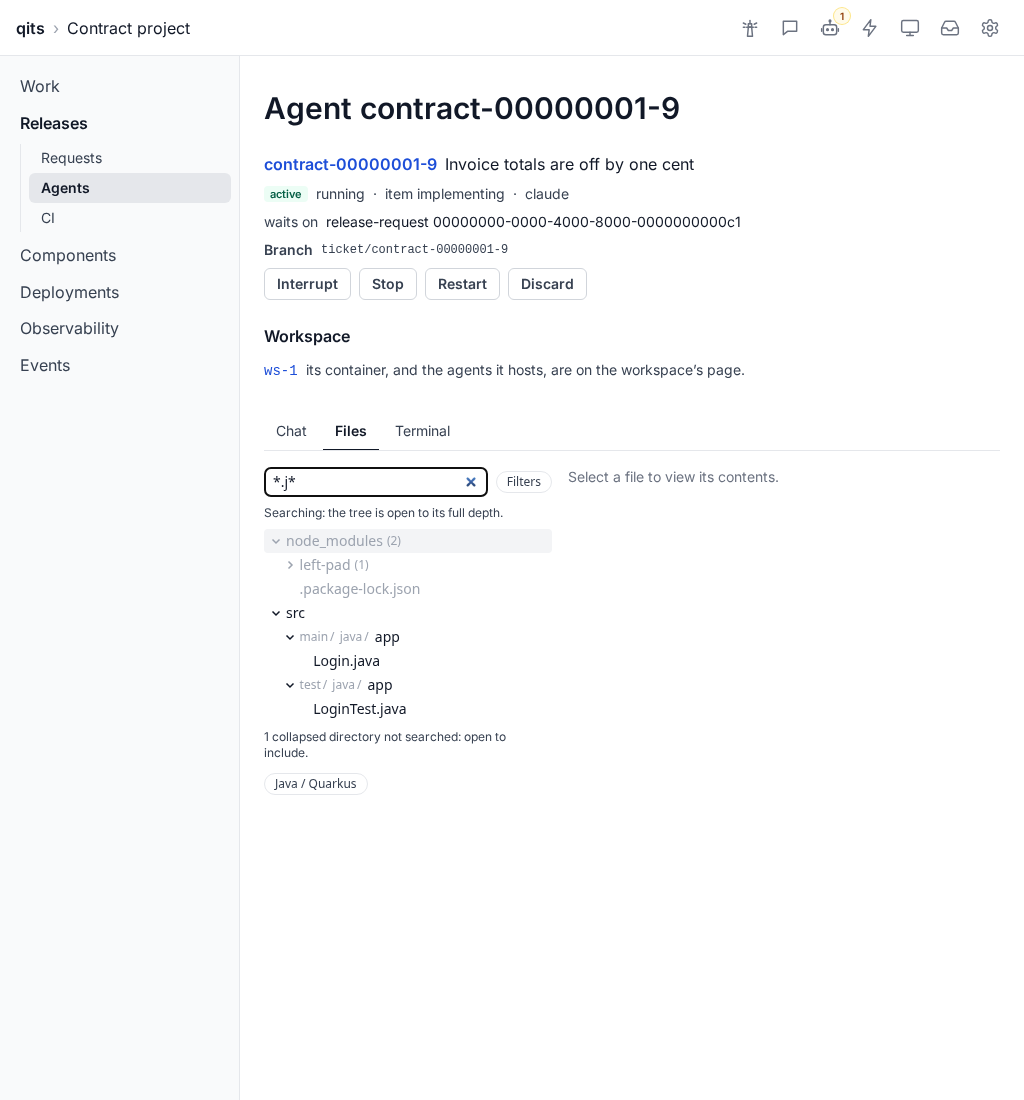 qits › Contract project
1
Work
Releases
Requests
Agents
CI
Components
Deployments
Observability
Events
Agent contract-00000001-9
contract-00000001-9 Invoice totals are off by one cent
active running · item implementing · claude
waits on release-request 00000000-0000-4000-8000-0000000000c1
Branch ticket/contract-00000001-9
Interrupt Stop Restart Discard
Workspace
ws-1 its container, and the agents it hosts, are on the workspace’s page.
Chat Files Terminal
*.j* Filters
Select a file to view its contents.
Searching: the tree is open to its full depth.
node_modules (2)
left-pad (1)
.package-lock.json
src
main/ java/ app
Login.java
test/ java/ app
LoginTest.java
1 collapsed directory not searched: open to
include.
Java / Quarkus